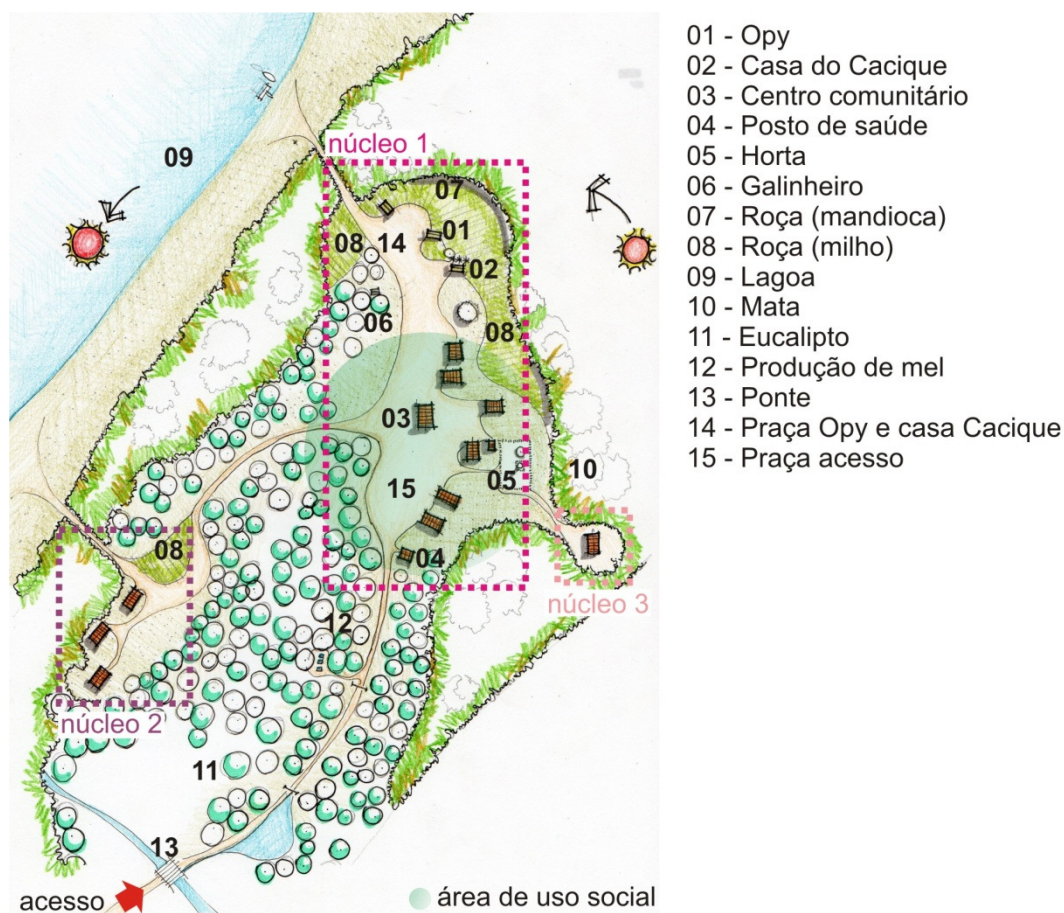 01 - Opy
02 - Casa do Cacique
03 - Centro comunitário
04 - Posto de saúde
05 - Horta
06 - Galinheiro
07 - Roça (mandioca)
08 - Roça (milho)
09 - Lagoa
10 - Mata
11 - Eucalipto
12 - Produção de mel
13 - Ponte
14 - Praça Opy e casa Cacique
15 - Praça acesso
núcleo 1
09
07
08
14
01
02
06
08
03
10
15
05
08
04
núcleo 3
12
núcleo 2
11
13
acesso
área de uso social